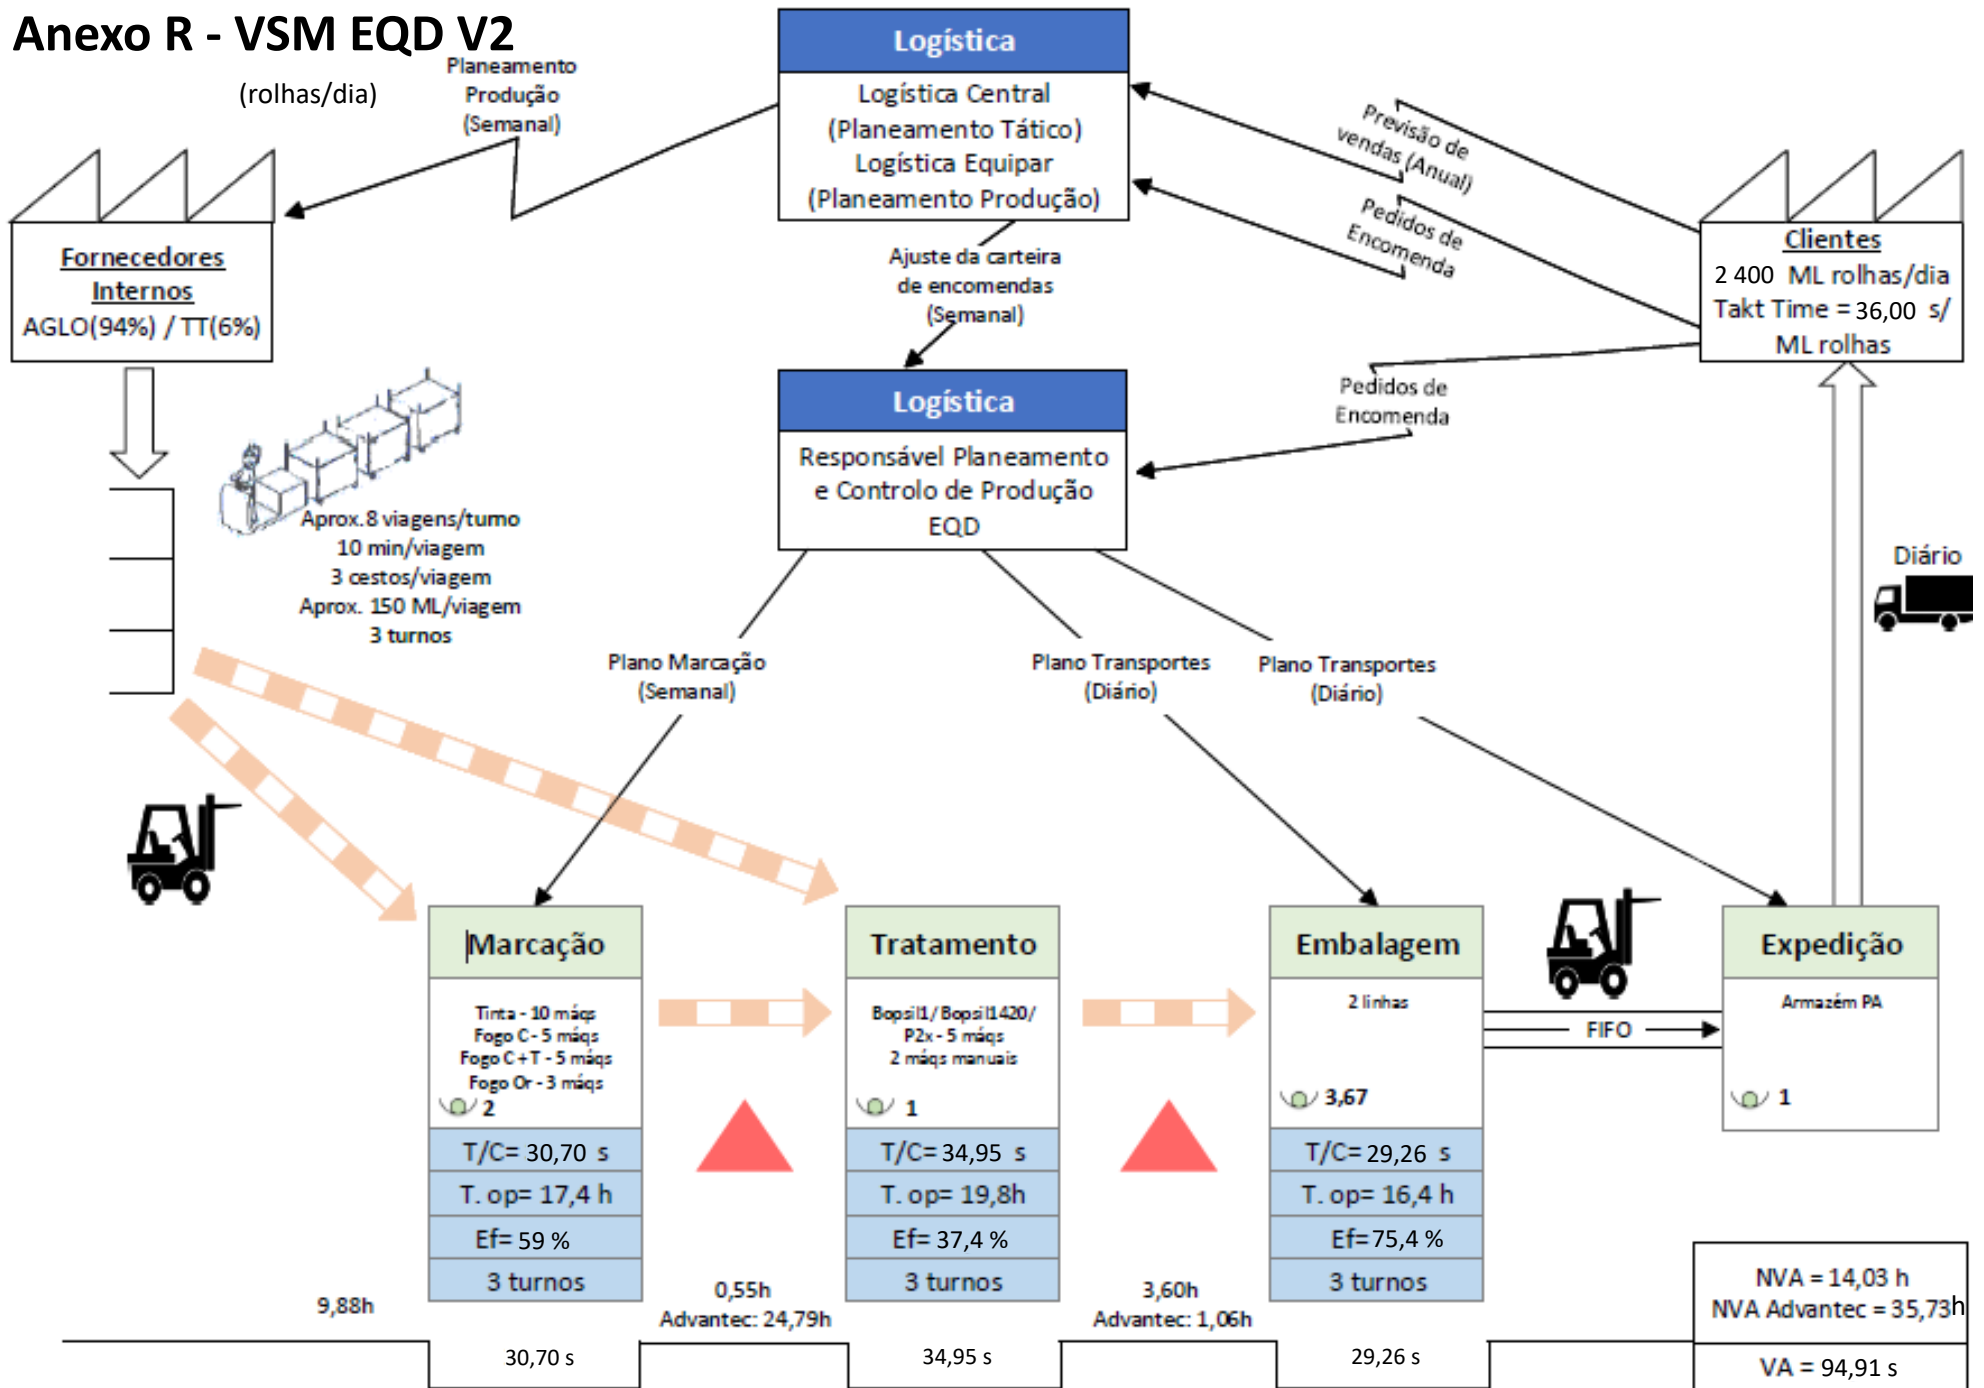 Anexo R - VSM EQD V2
(rolhas/dia)
Planeamento
Produção
(Semanal)
Logística
Logística Central
(Planeamento Tático)
Logística Equipar
(Planeamento Produção)
Previsão de
vendas (Anual)
Pedidos de
Encomenda
Fornecedores
Internos
AGLO(94%) / TT(6%)
Clientes
2 400 ML rolhas/dia
Takt Time = 36,00 s/
ML rolhas
Ajuste da carteira
de encomendas
(Semanal)
Pedidos de
Encomenda
Logística
Responsável Planeamento
e Controlo de Produção
EQD
Aprox.8 viagens/turno
10 min/viagem
3 cestos/viagem
Aprox. 150 ML/viagem
3 turnos
Diário
Plano Marcação
(Semanal)
Plano Transportes
(Diário)
Plano Transportes
(Diário)
Marcação
Tinta - 10 máqs
Fogo C - 5 máqs
Fogo C+T - 5 máqs
Fogo Or - 3 máqs
2
T/C= 30,70 s
T. op= 17,4 h
Ef= 59 %
3 turnos
Tratamento
Bopsil1/ Bopsil1420/
P2x - 5 máqs
2 máqs manuais
1
T/C= 34,95 s
T. op= 19,8h
Ef= 37,4 %
3 turnos
Embalagem
2 linhas
3,67
T/C= 29,26 s
T. op= 16,4 h
Ef= 75,4 %
3 turnos
FIFO
Expedição
Armazém PA
1
9,88h
0,55h
Advantec: 24,79h
3,60h
Advantec: 1,06h
30,70 s
34,95 s
29,26 s
NVA = 14,03 h
NVA Advantec = 35,73h
VA = 94,91 s